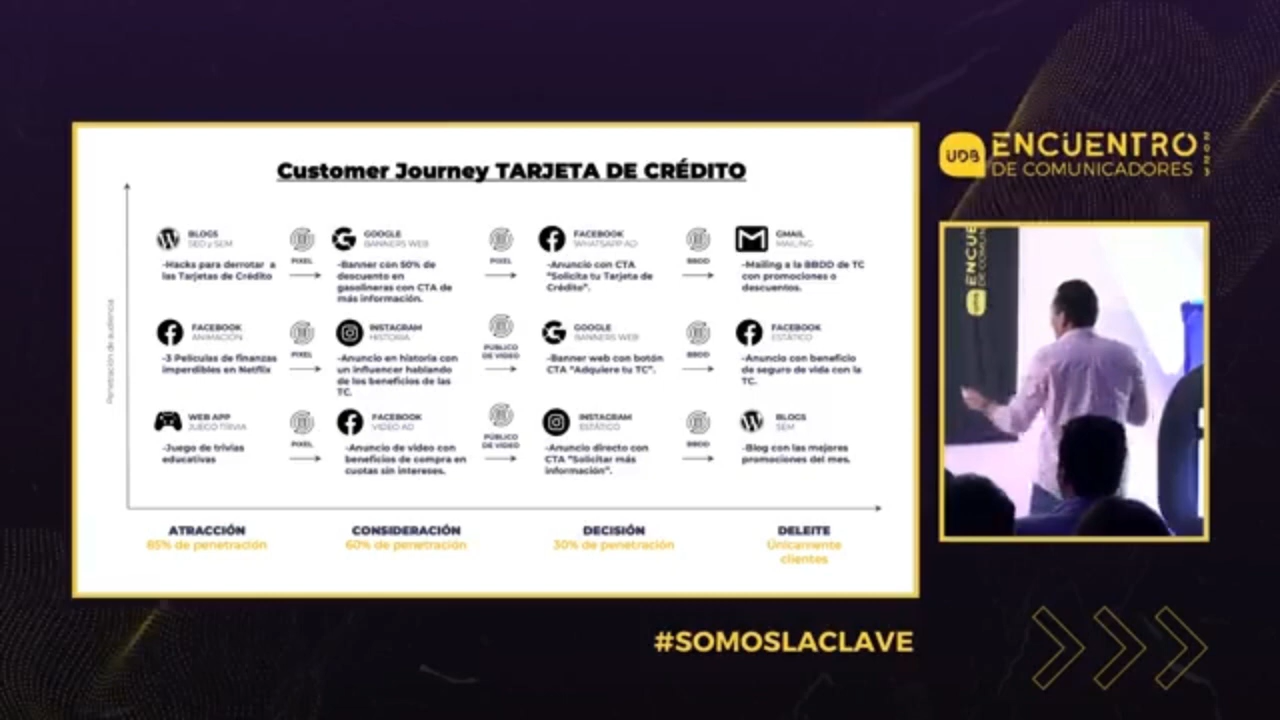 Customer Journey TARJETA DE CRÉDITO
Penetración de audiencia
BLOGS
SEO y SEM
-Hacks para derrotar a
las Tarjetas de Crédito
PIXEL
GOOGLE
BANNERS WEB
-Banner con 50% de
descuento en
gasolineras con CTA de
más información.
PIXEL
FACEBOOK
WHATSAPP AD
-Anuncio con CTA
"Solicita tu Tarjeta de
Crédito".
BBDD
GMAIL
MAILING
-Mailing a la BBDD de TC
con promociones o
descuentos.
FACEBOOK
ANIMACIÓN
-3 Películas de finanzas
imperdibles en Netflix
PIXEL
INSTAGRAM
HISTORIA
-Anuncio en historia con
un influencer hablando
de los beneficios de las
TC.
PÚBLICO
DE VIDEO
GOOGLE
BANNERS WEB
-Banner web con botón
CTA "Adquiere tu TC".
BBDD
FACEBOOK
ESTÁTICO
-Anuncio con beneficio
de seguro de vida con la
TC.
WEB APP
JUEGO TRIVIA
-Juego de trivias
educativas
PIXEL
FACEBOOK
VIDEO AD
-Anuncio de video con
beneficios de compra en
cuotas sin intereses.
PÚBLICO
DE VIDEO
INSTAGRAM
ESTÁTICO
-Anuncio directo con
CTA "Solicitar más
información".
BBDD
BLOGS
SEM
-Blog con las mejores
promociones del mes.
ATRACCIÓN
85% de penetración
CONSIDERACIÓN
60% de penetración
DECISIÓN
30% de penetración
DELEITE
Únicamente
clientes
UDB
ENCUENTRO
DE COMUNICADORES
#SOMOSLACLAVE